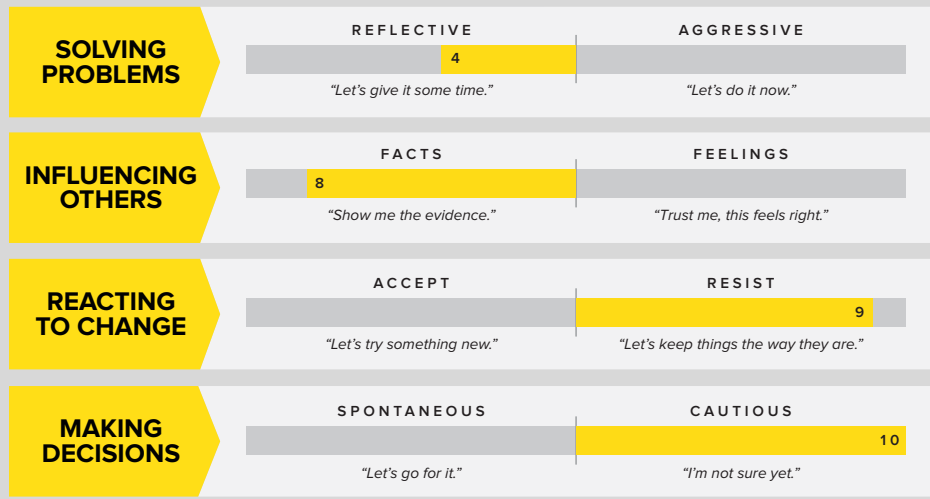 SOLVING
PROBLEMS
REFLECTIVE
AGGRESSIVE
4
“Let’s give it some time.”
“Let’s do it now.”
INFLUENCING
OTHERS
FACTS
FEELINGS
8
“Show me the evidence.”
“Trust me, this feels right.”
REACTING
TO CHANGE
ACCEPT
RESIST
9
“Let’s try something new.”
“Let’s keep things the way they are.”
MAKING
DECISIONS
SPONTANEOUS
CAUTIOUS
10
“Let’s go for it.”
“I’m not sure yet.”